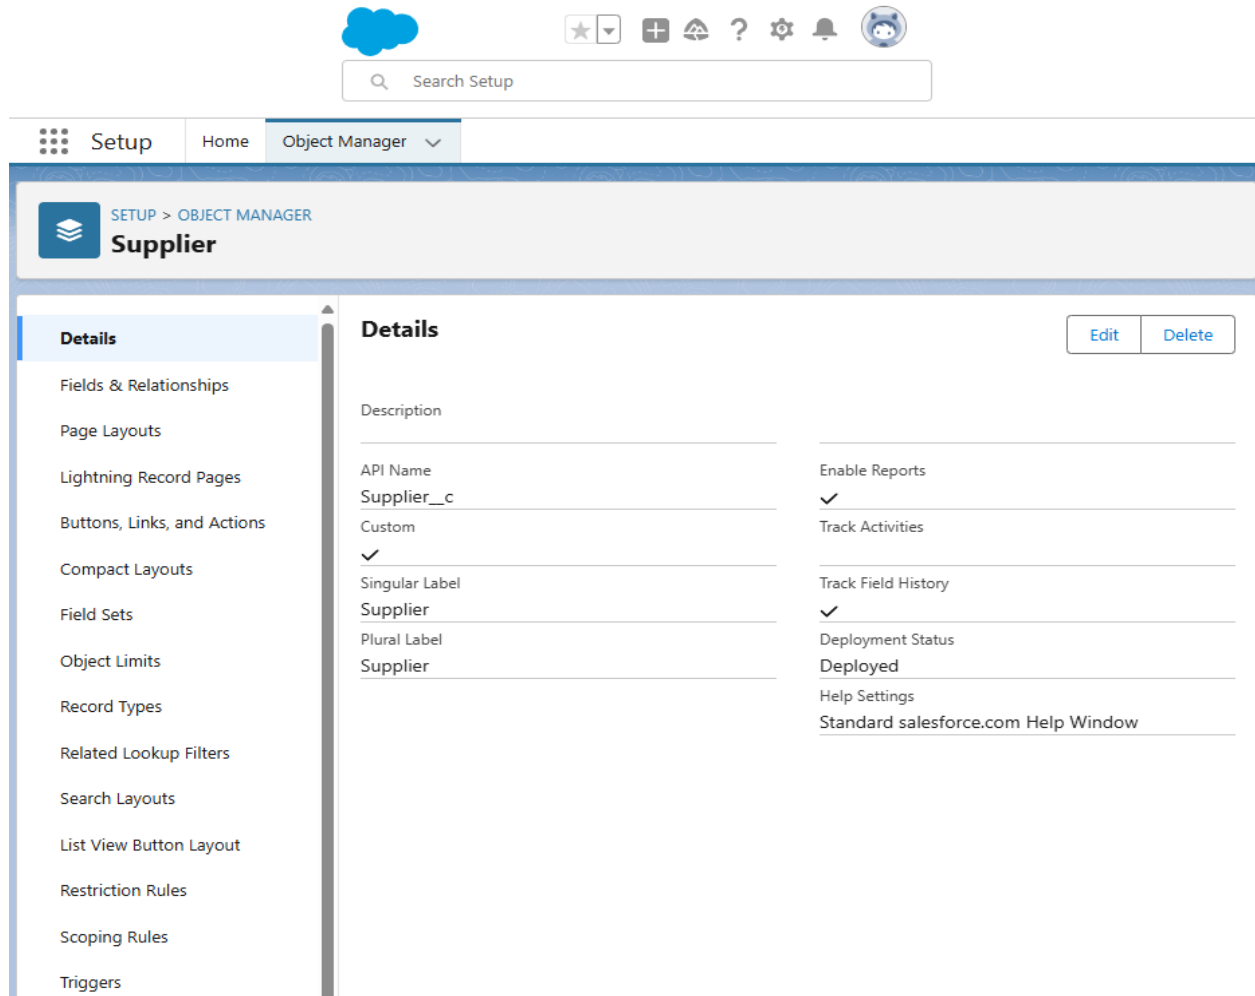 Search Setup
Setup
Home
Object Manager
SETUP > OBJECT MANAGER
Supplier
Details
Fields & Relationships
Page Layouts
Lightning Record Pages
Buttons, Links, and Actions
Compact Layouts
Field Sets
Object Limits
Record Types
Related Lookup Filters
Search Layouts
List View Button Layout
Restriction Rules
Scoping Rules
Triggers
Details
Edit
Delete
Description
API Name
Supplier__c
Custom
Singular Label
Supplier
Plural Label
Supplier
Enable Reports
Track Activities
Track Field History
Deployment Status
Deployed
Help Settings
Standard salesforce.com Help Window